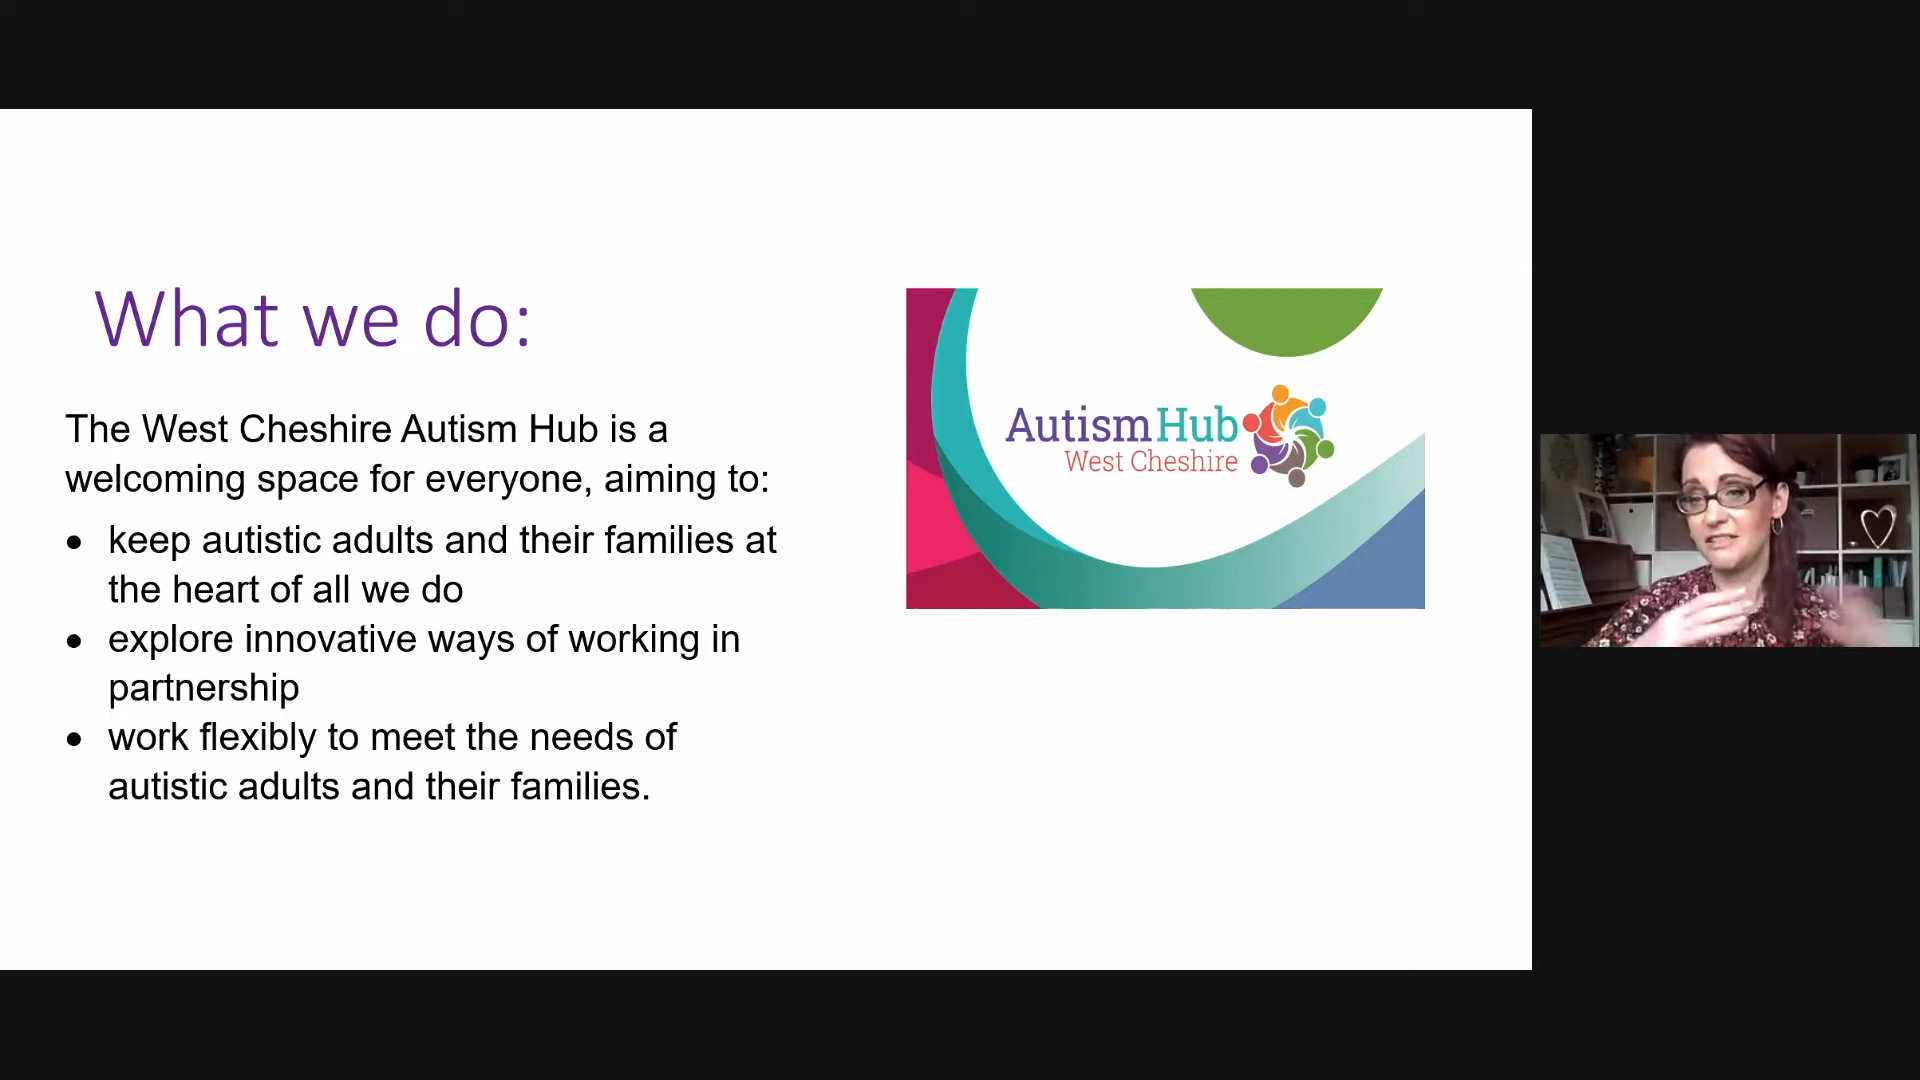 What we do:
The West Cheshire Autism Hub is a
welcoming space for everyone, aiming to:
• keep autistic adults and their families at
the heart of all we do
• explore innovative ways of working in
partnership
• work flexibly to meet the needs of
autistic adults and their families.
Autism Hub
West Cheshire